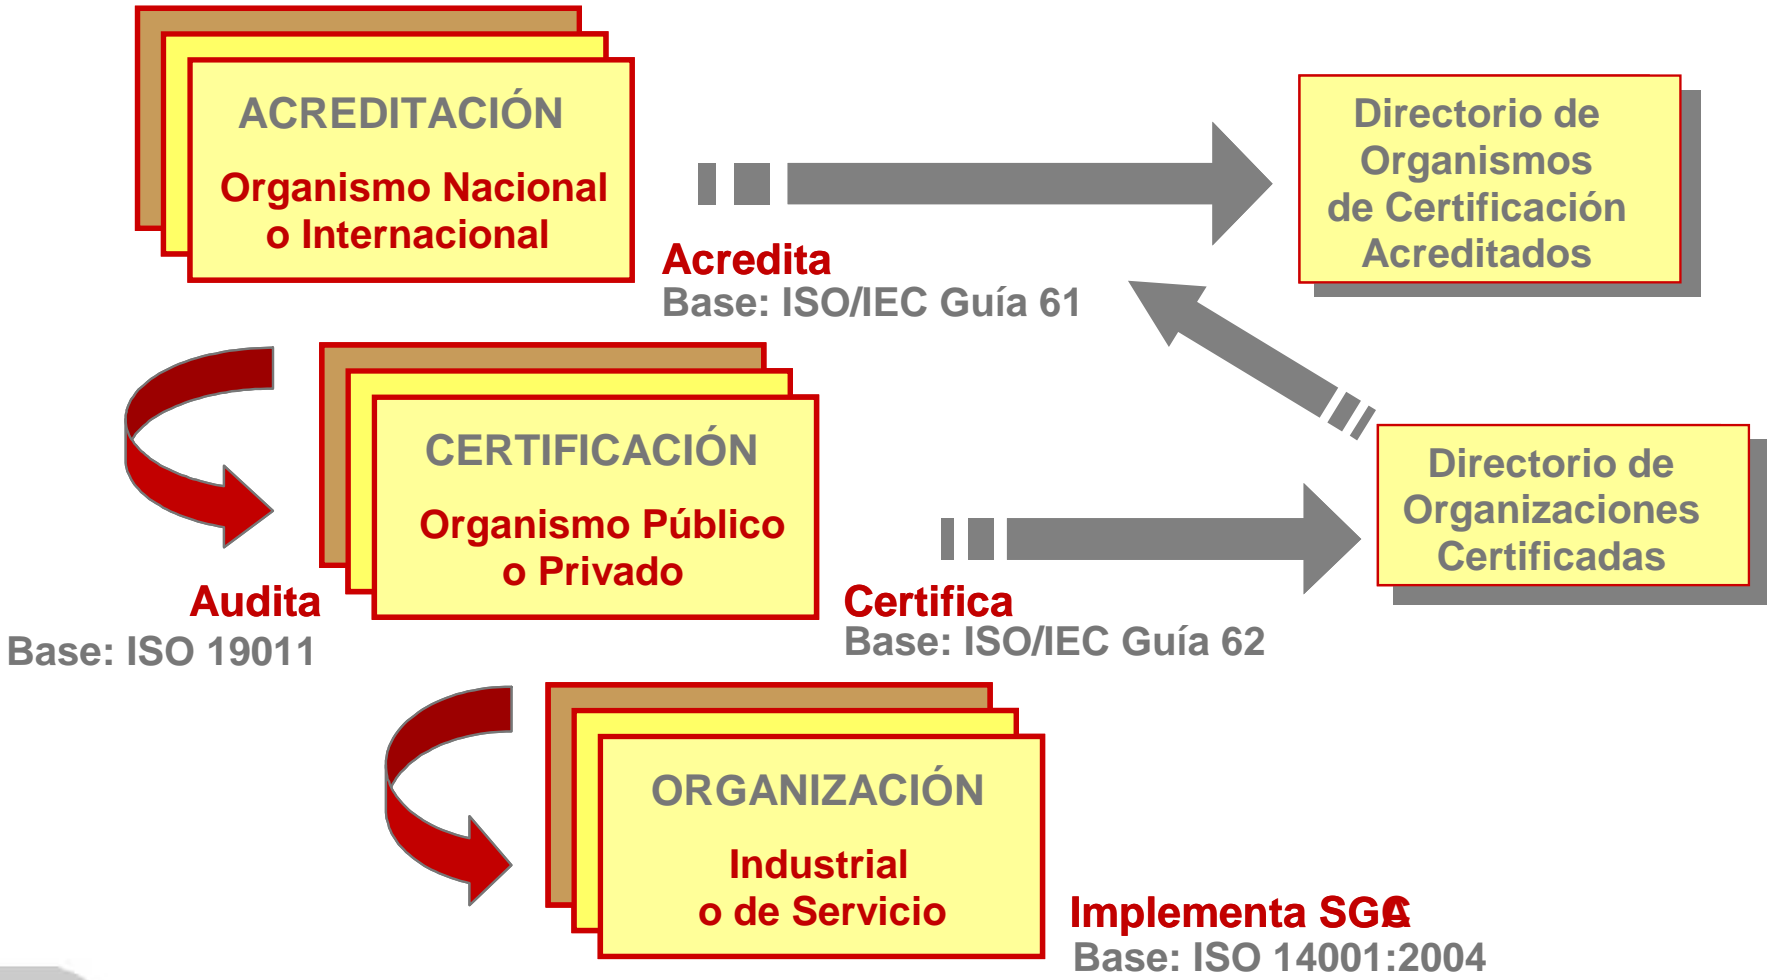 ACREDITACIÓN
Organismo Nacional
o Internacional
Acredita
Base: ISO/IEC Guía 61
Directorio de
Organismos
de Certificación
Acreditados
CERTIFICACIÓN
Organismo Público
o Privado
Audita
Base: ISO 19011
Certifica
Base: ISO/IEC Guía 62
Directorio de
Organizaciones
Certificadas
ORGANIZACIÓN
Industrial
o de Servicio
Implementa
Base: ISO 14001:2004